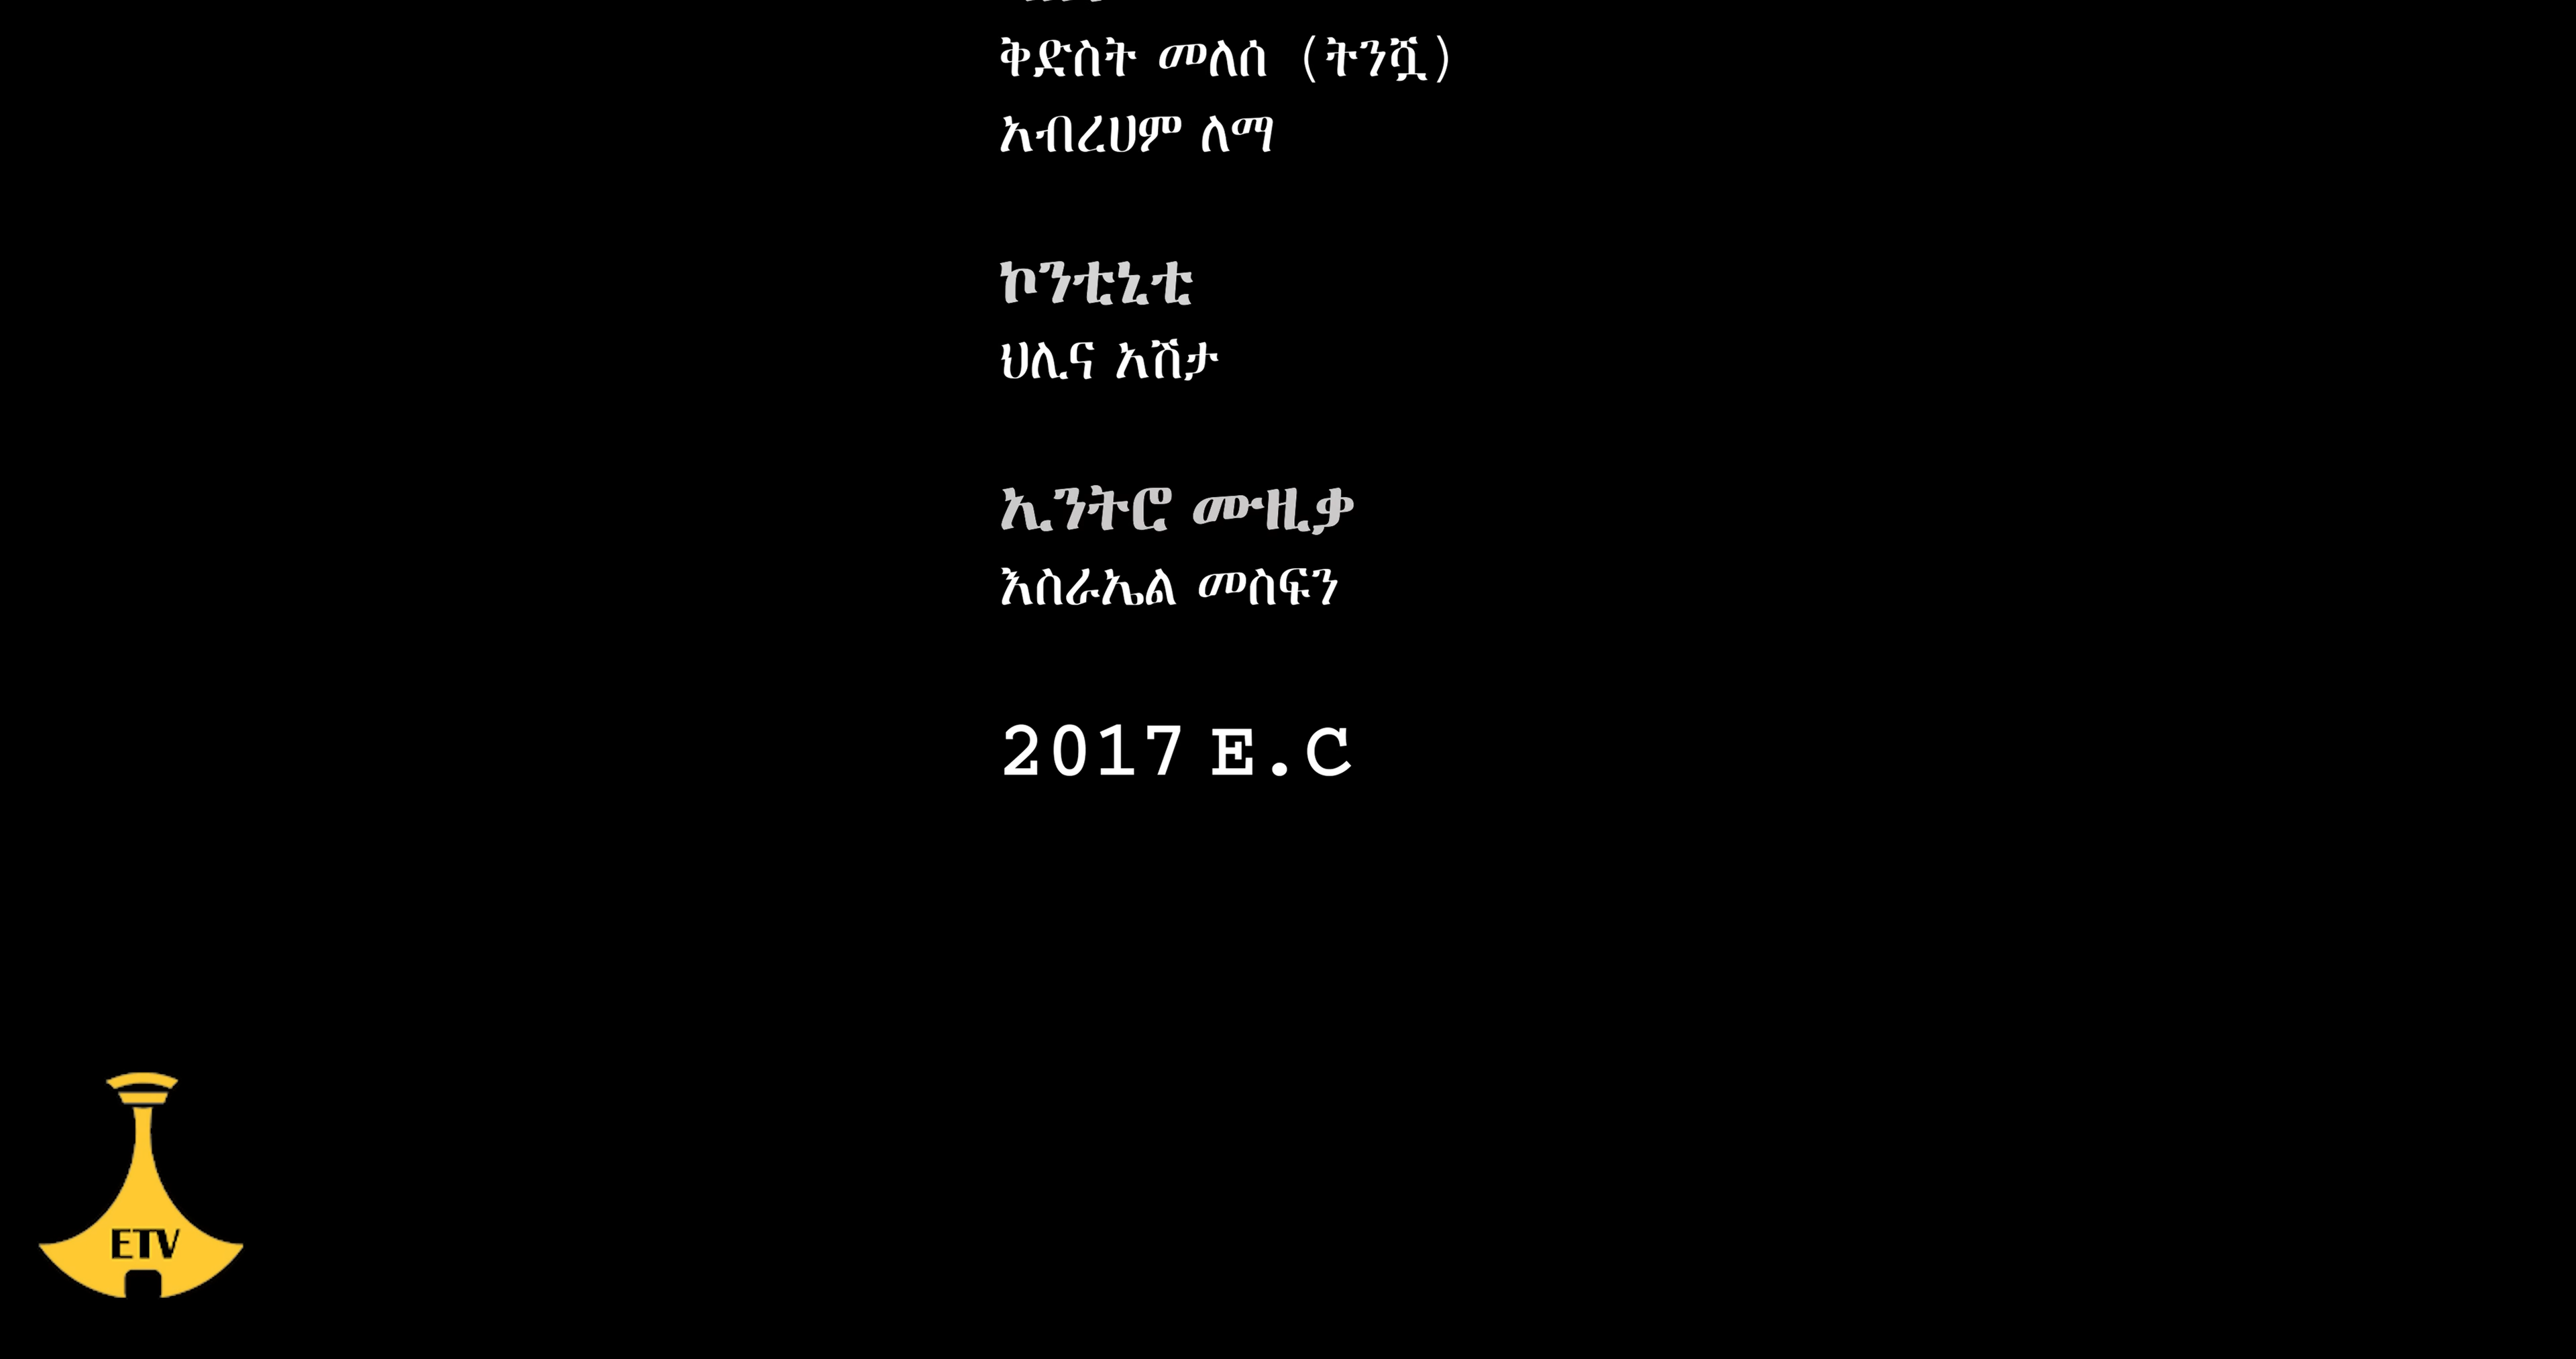 ቅድስት መለሰ (ትንሿ)
አብረሀም ለማ
ኮንቲኒቲ
ህሊና አሽታ
ኢንትሮ ሙዚቃ
እስራኤል መስፍን
2017 E.C
ETV